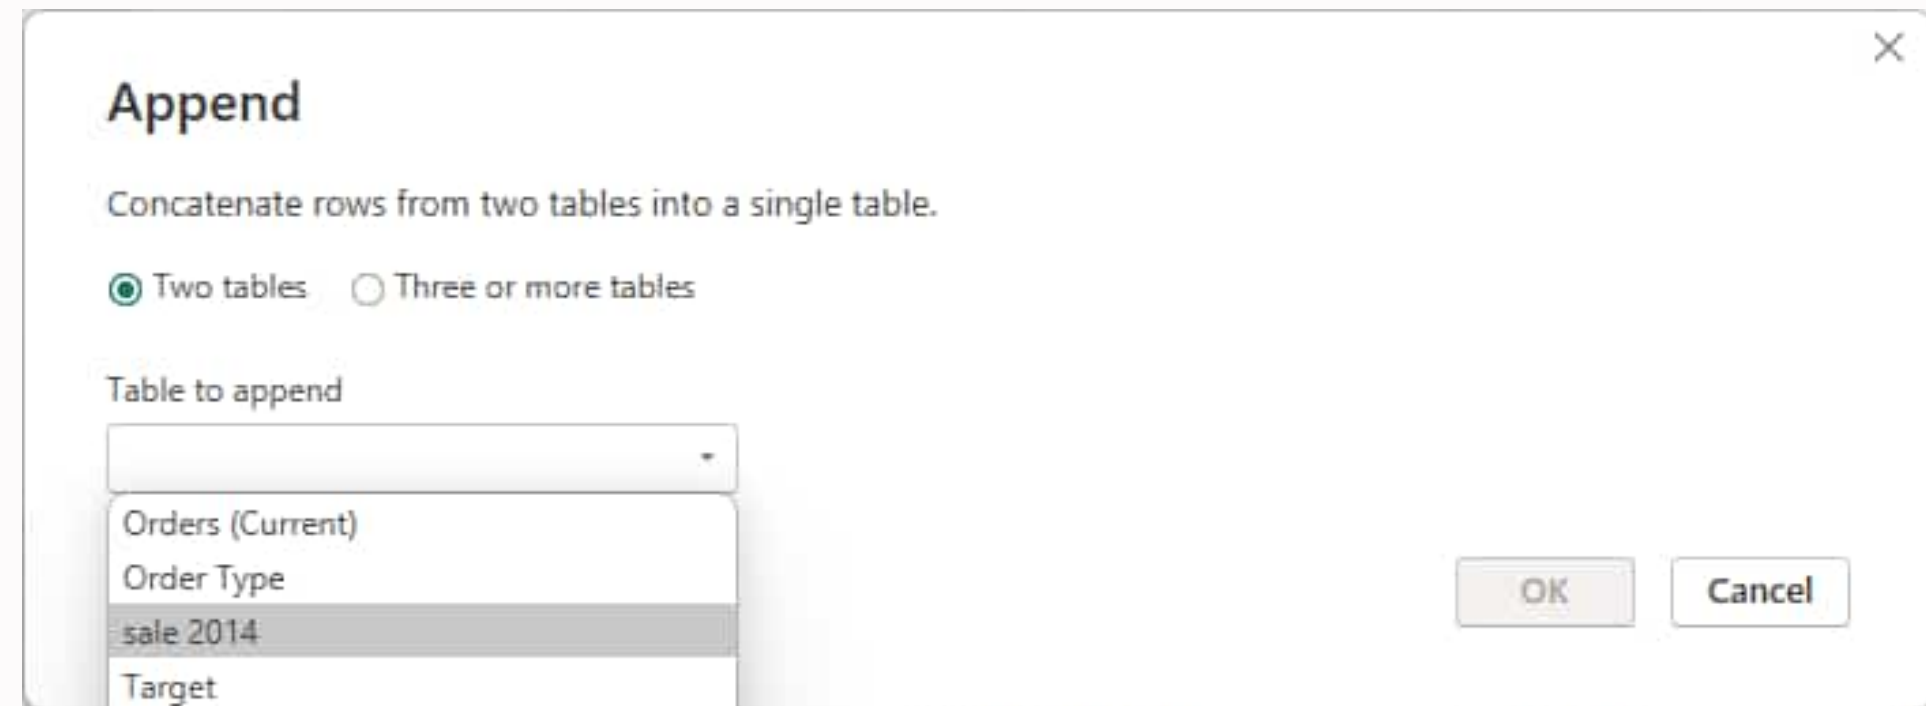 Append
Concatenate rows from two tables into a single table.
Two tables Three or more tables
Table to append
Orders (Current)
Order Type
sale 2014
Target
OK Cancel